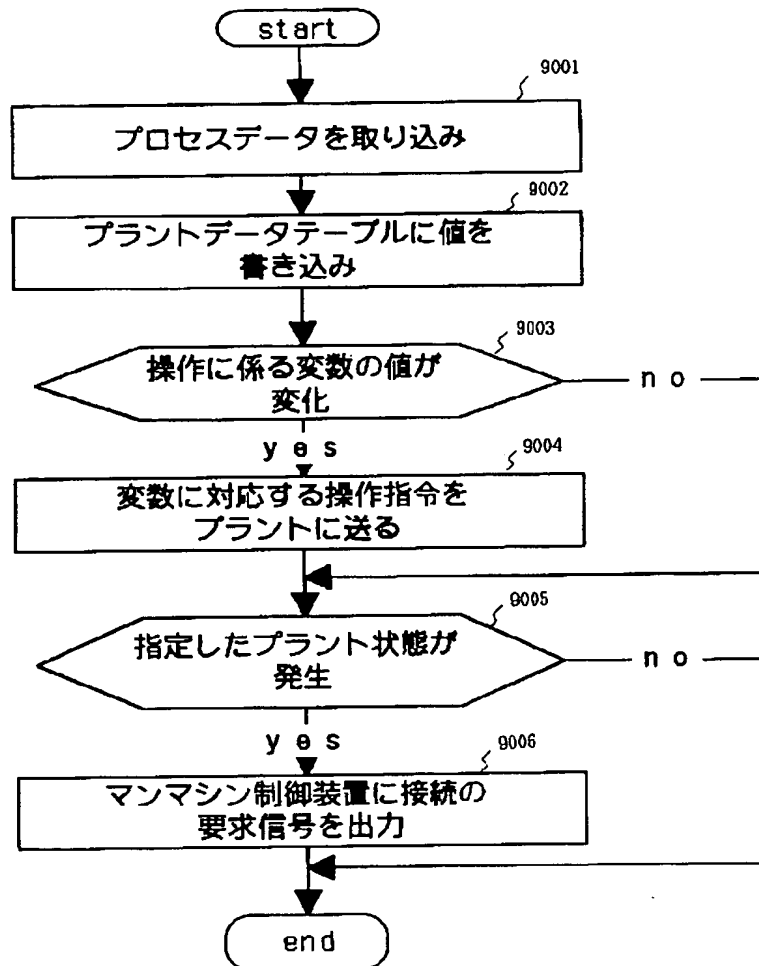 start
9001
プロセスデータを取り込み
9002
プラントデータテーブルに値を
書き込み
9003
操作に係る変数の値が
変化
no
yes
9004
変数に対応する操作指令を
プラントに送る
9005
指定したプラント状態が
発生
no
yes
9006
マンマシン制御装置に接続の
要求信号を出力
end